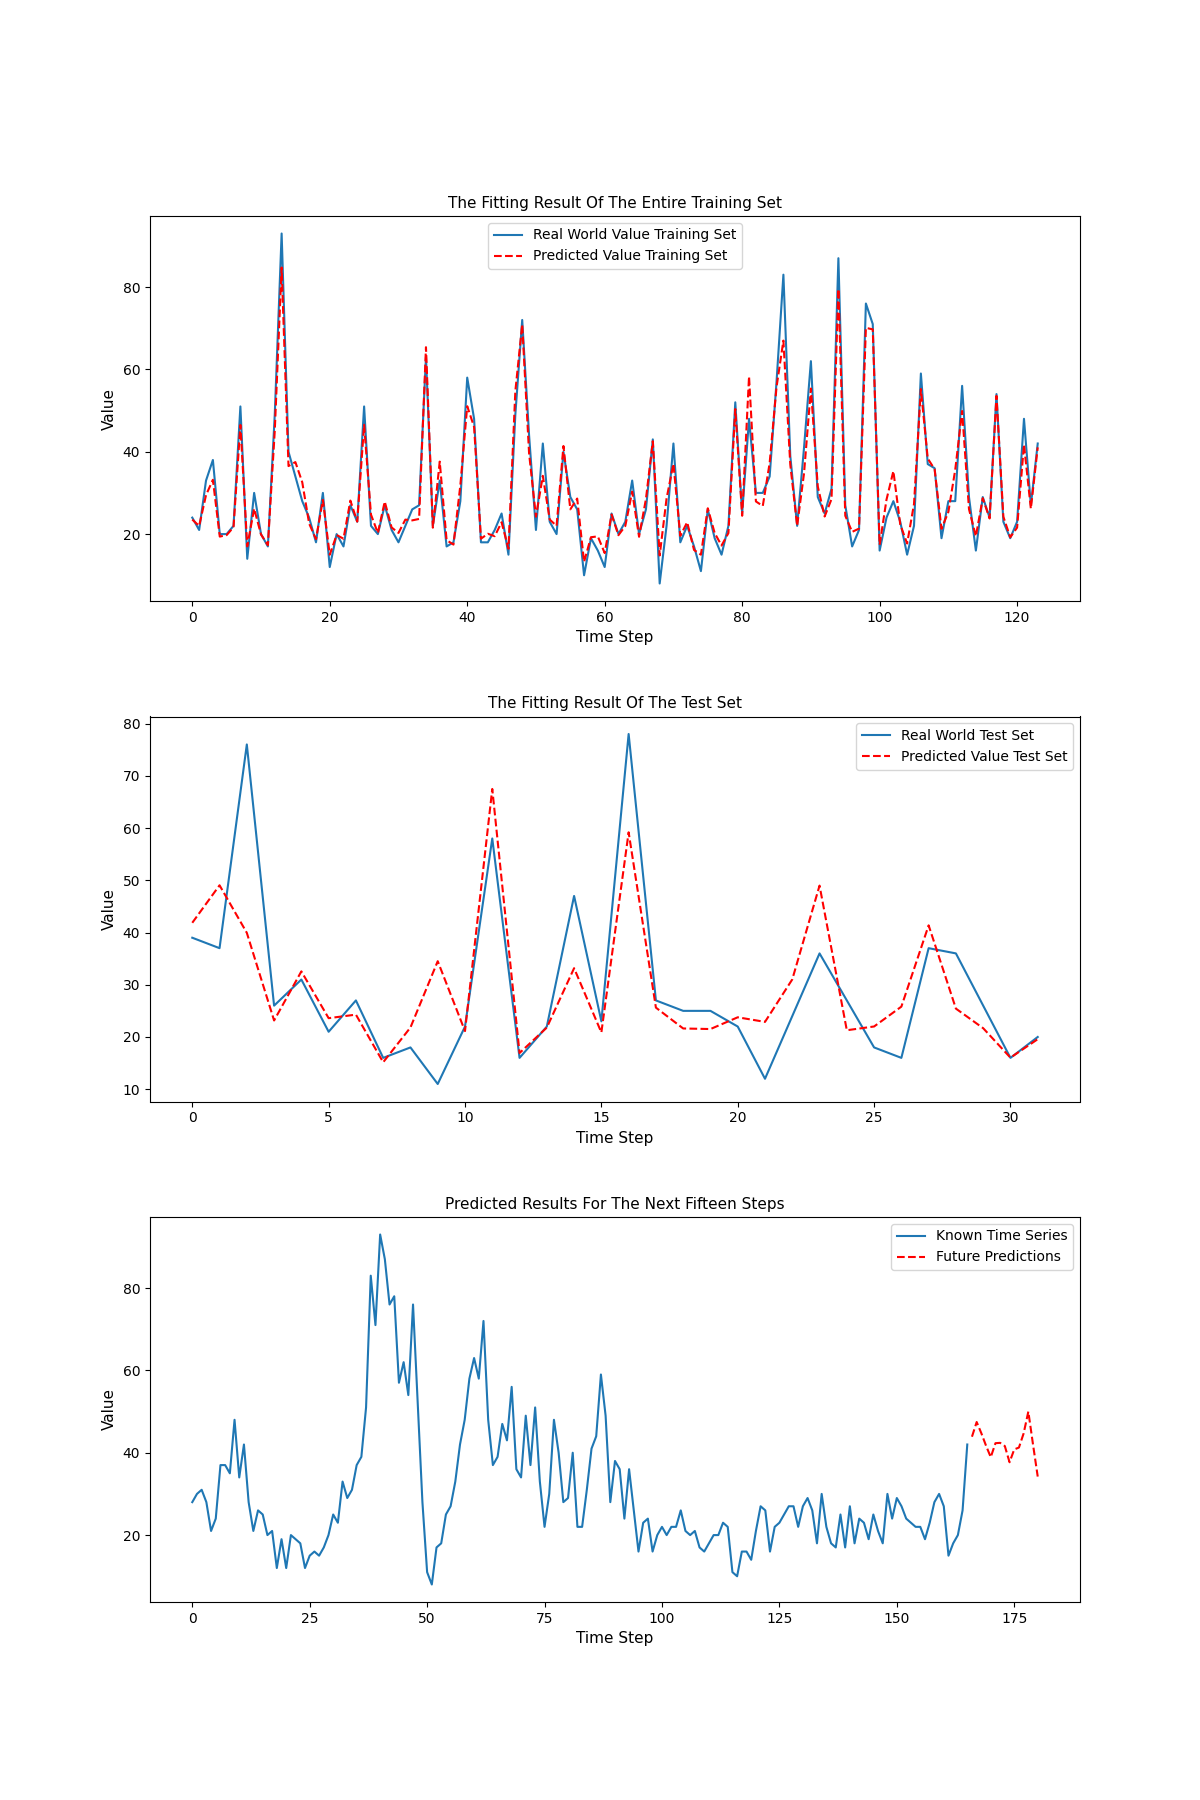 The Fitting Result Of The Entire Training Set
Real World Value Training Set
Predicted Value Training Set
Value
80
60
40
20
0 20 40 60 80 100 120
Time Step
The Fitting Result Of The Test Set
Real World Test Set
Predicted Value Test Set
Value
80
70
60
50
40
30
20
10
0 5 10 15 20 25 30
Time Step
Predicted Results For The Next Fifteen Steps
Known Time Series
Future Predictions
Value
80
60
40
20
0 25 50 75 100 125 150 175
Time Step